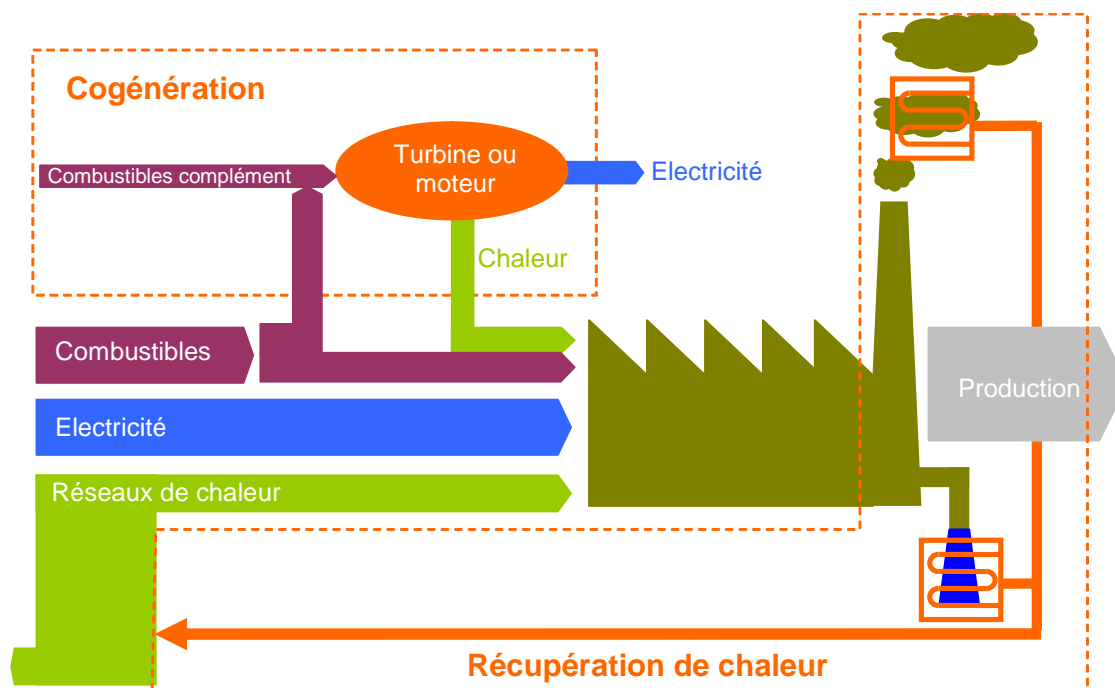 Cogénération
Combustibles complément
Turbine ou
moteur
Electricité
Chaleur
Combustibles
Production
Electricité
Réseaux de chaleur
Récupération de chaleur